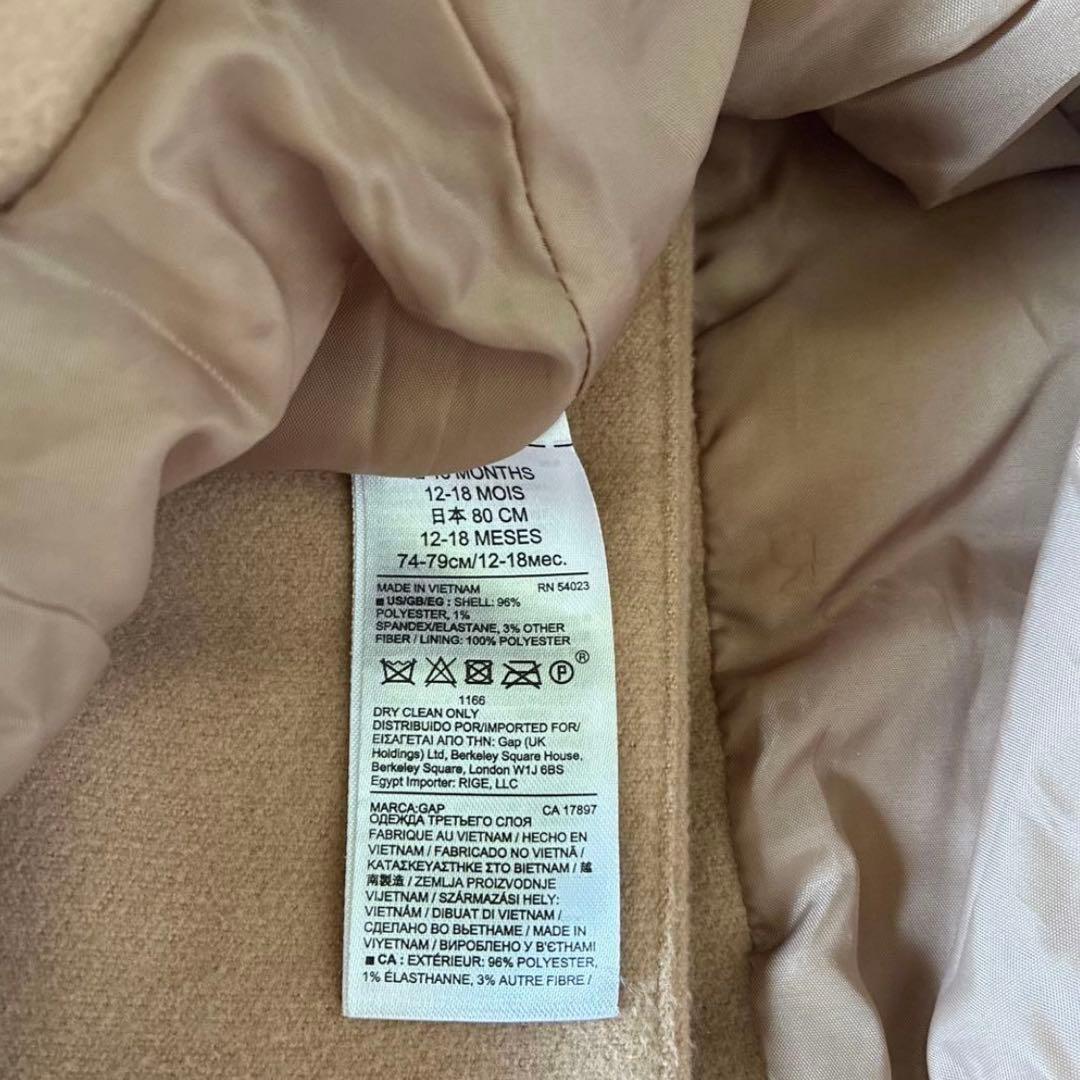 MONTHS
12-18 MOIS
日本 80 CM
12-18 MESES
74-79см/12-18мес.
MADE IN VIETNAM RN 54023
■ US/GB/EG : SHELL: 96%
POLYESTER, 1%
SPANDEX/ELASTANE, 3% OTHER
FIBER / LINING: 100% POLYESTER
P ®
1166
DRY CLEAN ONLY
DISTRIBUIDO POR/IMPORTED FOR/
ΕΙΣΑΓΕΤΑΙ ΑΠΟ ΤΗΝ: Gap (UK
Holdings) Ltd, Berkeley Square House,
Berkeley Square, London W1J 6BS
Egypt Importer: RIGE, LLC
MARCA:GAP CA 17897
ОДЕЖДА ТРЕТЬЕГО СЛОЯ
FABRIQUE AU VIETNAM / HECHO EN
VIETNAM / FABRICADO NO VIETNÃ /
ΚΑΤΑΣΚΕΥΑΣΤΗΚΕ ΣΤΟ ΒΙΕΤΝΑΜ / 越
南製造 / ZEMLJA PROIZVODNJE
VIJETNAM / SZÁRMAZÁSI HELY:
VIETNÁM / DIBUAT DI VIETNAM /
СДЕЛАНО ВО ВЬЕТНАМЕ / MADE IN
VIYETNAM / ВИРОБЛЕНО У В'ЄТНАМІ
■ CA : EXTÉRIEUR: 96% POLYESTER,
1% ÉLASTHANNE, 3% AUTRE FIBRE /